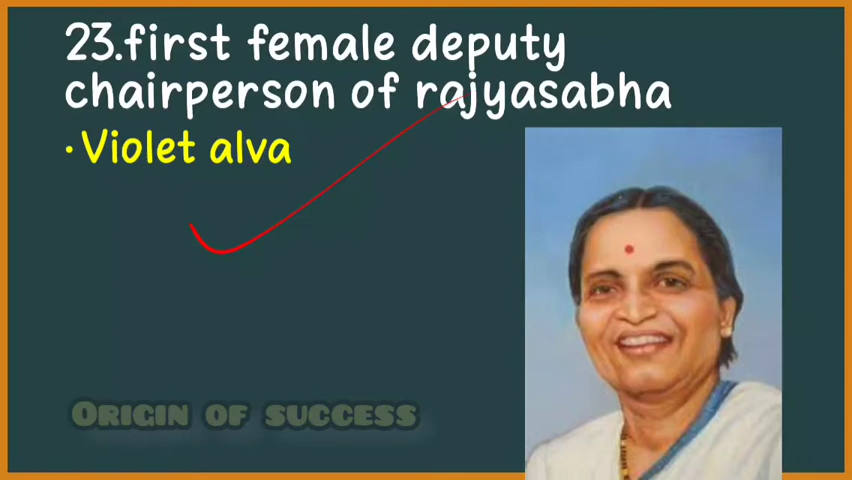 23.first female deputy
chairperson of rajyasabha
•Violet alva
Origin of success